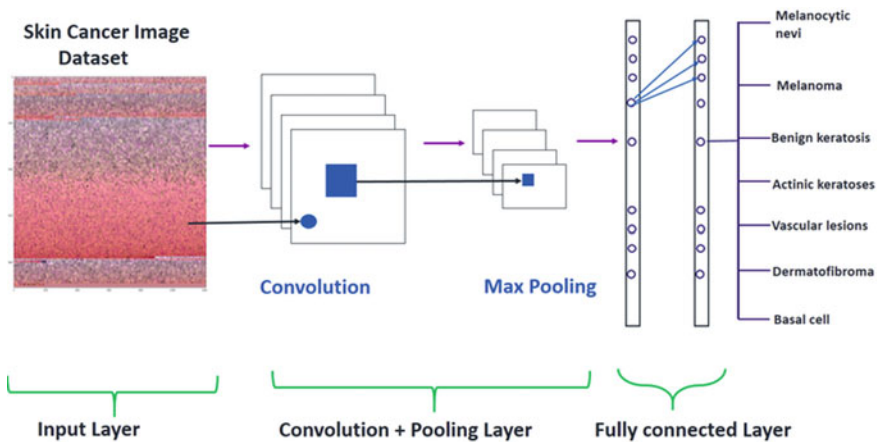 Skin Cancer Image
Dataset
Convolution
Max Pooling
Melanocytic
nevi
Melanoma
Benign keratosis
Actinic keratoses
Vascular lesions
Dermatofibroma
Basal cell
Input Layer
Convolution + Pooling Layer
Fully connected Layer